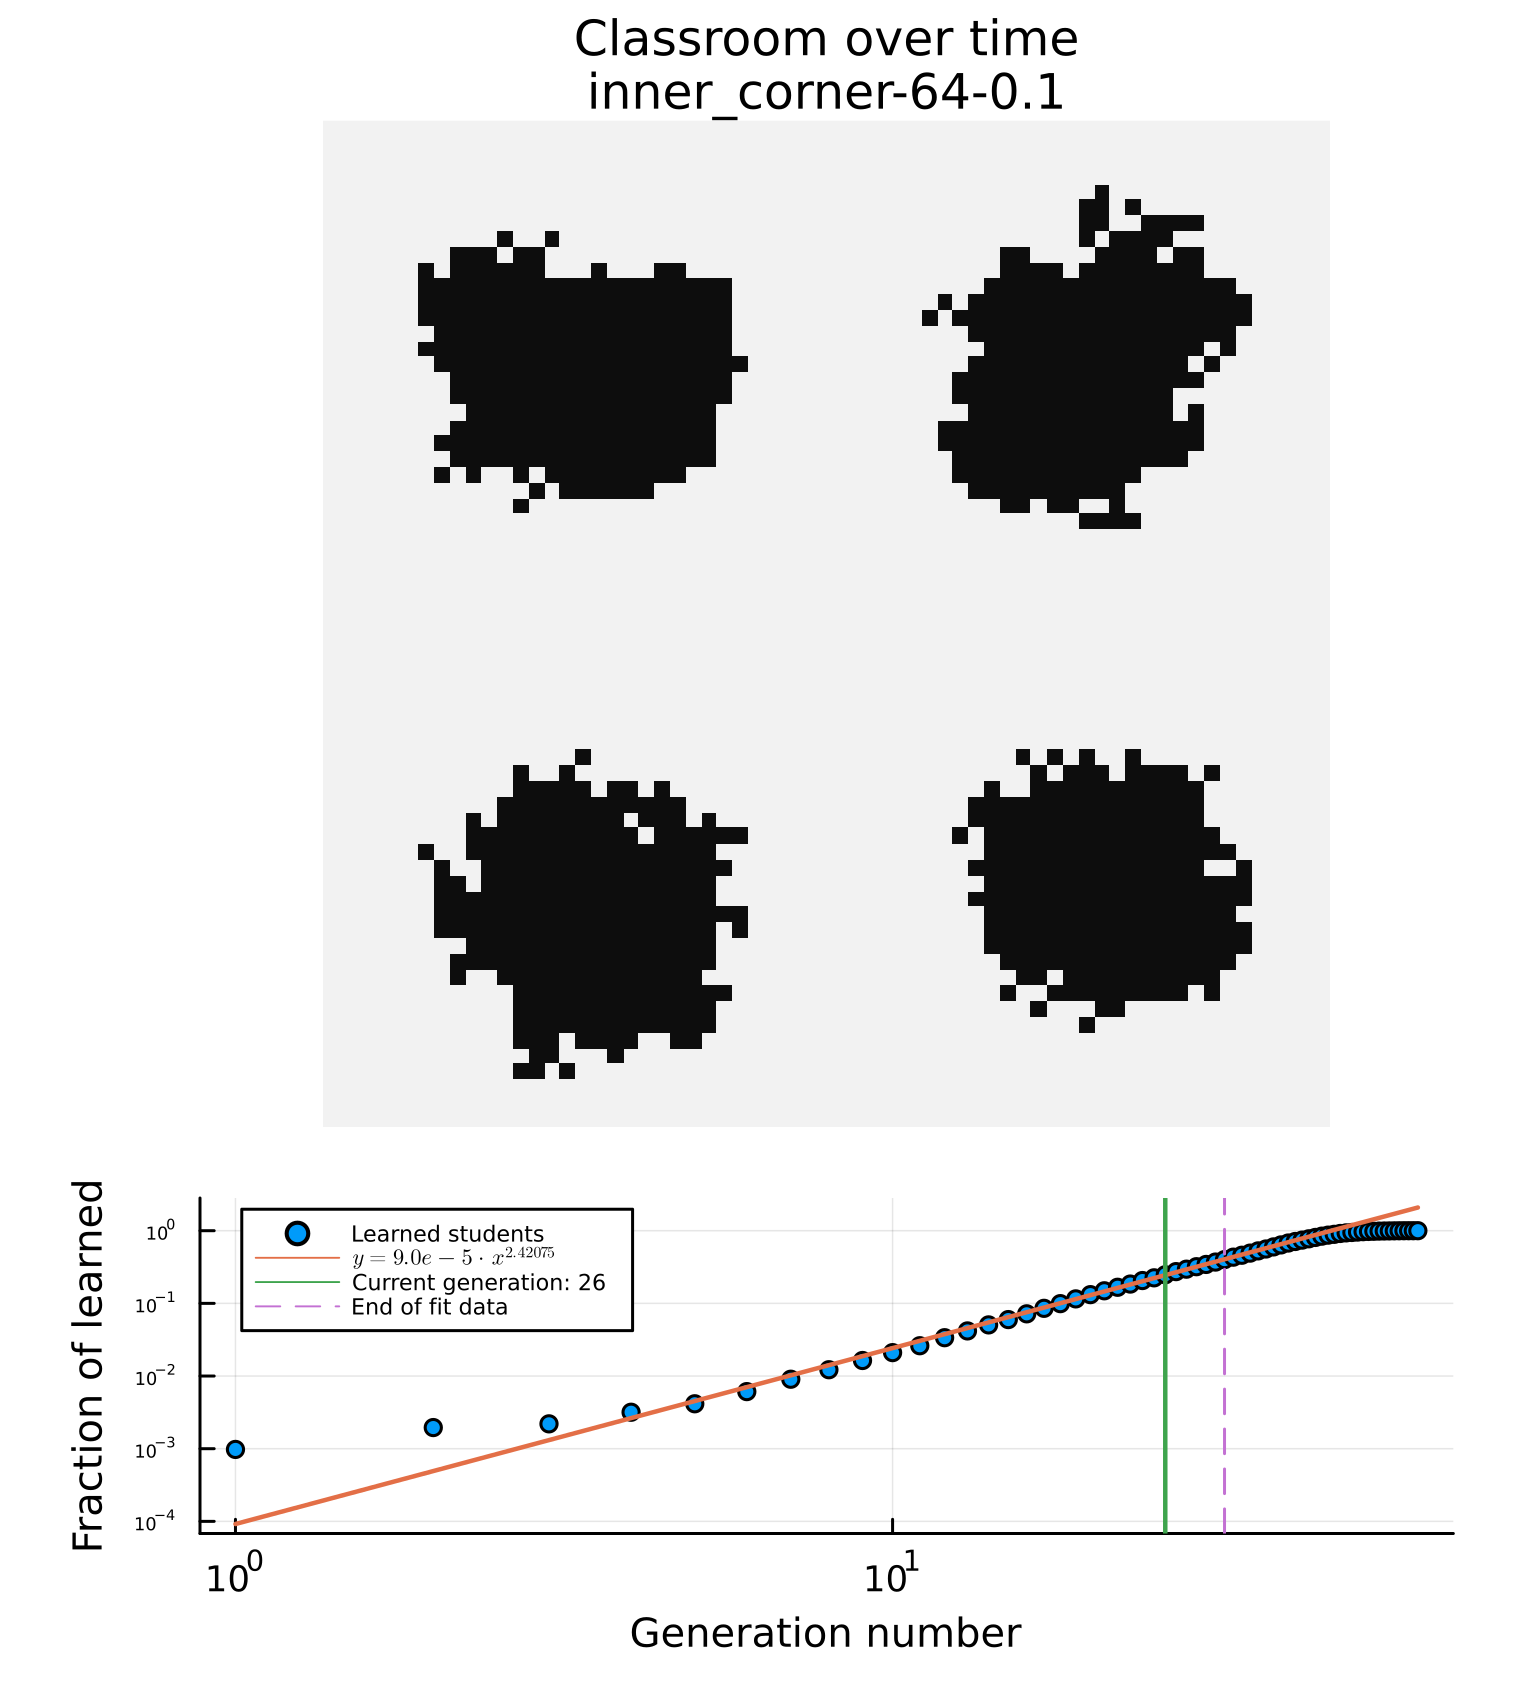 Classroom over time
inner_corner-64-0.1
Fraction of learned
10^0
10^-1
10^-2
10^-3
10^-4
Learned students
y = 9.0e − 5 · x^2.42075
Current generation: 26
End of fit data
10^0
10^1
Generation number